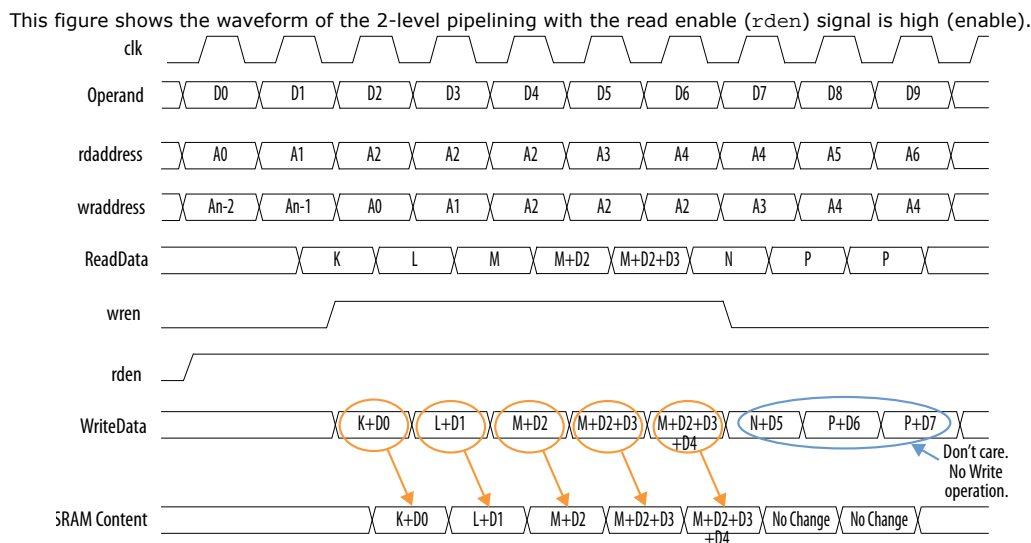 This figure shows the waveform of the 2-level pipelining with the read enable (rden) signal is high (enable).
clk
Operand D0 D1 D2 D3 D4 D5 D6 D7 D8 D9
rdaddress A0 A1 A2 A2 A2 A3 A4 A4 A5 A6
wraddress An-2 An-1 A0 A1 A2 A2 A2 A3 A4 A4
ReadData K L M M+D2 M+D2+D3 N P P
wren
rden
WriteData K+D0 L+D1 M+D2 M+D2+D3 M+D2+D3 N+D5 P+D6 P+D7
+D4
Don't care.
No Write
operation.
SRAM Content K+D0 L+D1 M+D2 M+D2+D3 M+D2+D3 No Change No Change
+D4